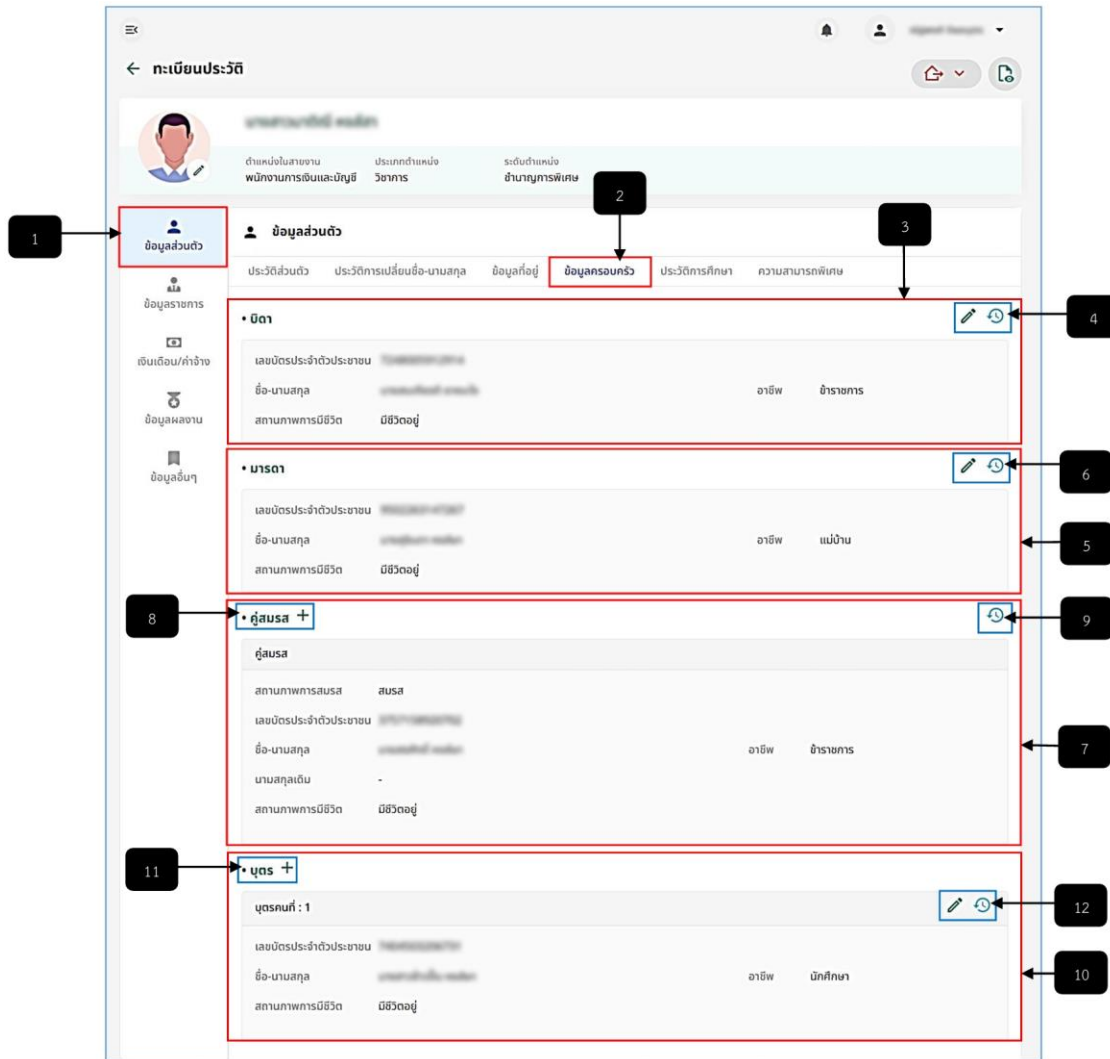 ← ทะเบียนประวัติ
ตำแหน่งในสายงาน ประเภทตำแหน่ง ระดับตำแหน่ง
พนักงานการเงินและบัญชี วิชาการ ชำนาญการพิเศษ
2
1
ข้อมูลส่วนตัว
ข้อมูลส่วนตัว
3
ประวัติส่วนตัว ประวัติการเปลี่ยนชื่อ-นามสกุล ข้อมูลที่อยู่ ข้อมูลครอบครัว ประวัติการศึกษา ความสามารถพิเศษ
ข้อมูลราชการ
• บิดา
4
เงินเดือน/ค่าจ้าง
เลขบัตรประจำตัวประชาชน
ชื่อ-นามสกุล อาชีพ ข้าราชการ
ข้อมูลผลงาน
สถานภาพการมีชีวิต มีชีวิตอยู่
ข้อมูลอื่นๆ
• มารดา
6
เลขบัตรประจำตัวประชาชน
ชื่อ-นามสกุล อาชีพ แม่บ้าน
5
สถานภาพการมีชีวิต มีชีวิตอยู่
8
• คู่สมรส +
9
คู่สมรส
สถานภาพการสมรส สมรส
เลขบัตรประจำตัวประชาชน
ชื่อ-นามสกุล อาชีพ ข้าราชการ
7
นามสกุลเดิม -
สถานภาพการมีชีวิต มีชีวิตอยู่
11
• บุตร +
บุตรคนที่ : 1
12
เลขบัตรประจำตัวประชาชน
ชื่อ-นามสกุล อาชีพ นักศึกษา
10
สถานภาพการมีชีวิต มีชีวิตอยู่